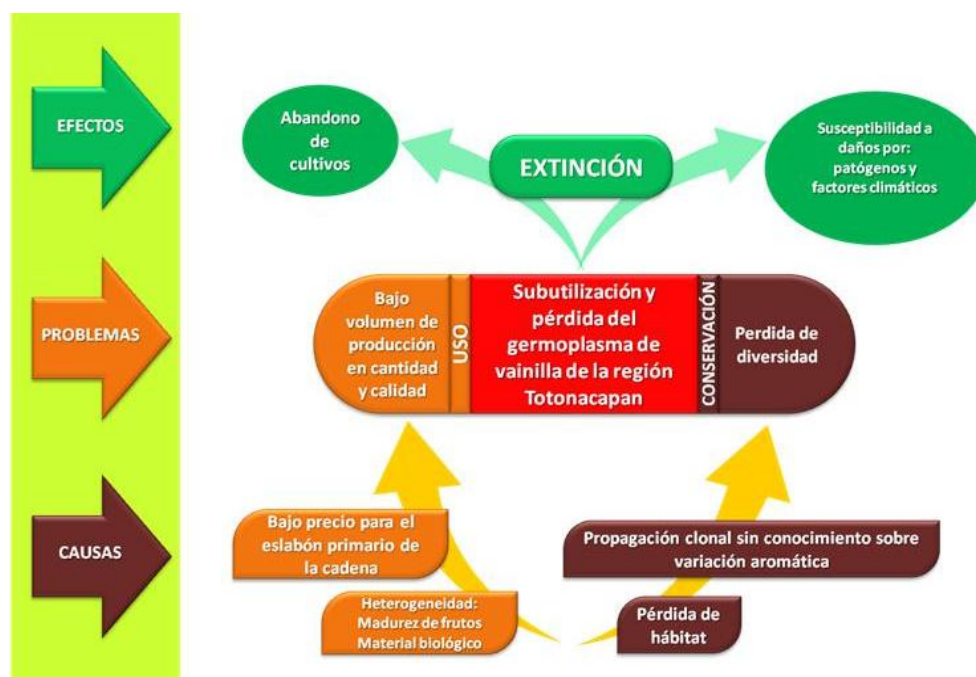 EFECTOS
Abandono
de
cultivos
EXTINCIÓN
Susceptibilidad a
daños por:
patógenos y
factores climáticos
PROBLEMAS
Bajo
volumen de
producción
en cantidad
y calidad
USO
Subutilización y
pérdida del
germoplasma de
vainilla de la región
Totonacapan
CONSERVACIÓN
Perdida de
diversidad
CAUSAS
Bajo precio para el
eslabón primario de
la cadena
Heterogeneidad:
Madurez de frutos
Material biológico
Propagación clonal sin conocimiento sobre
variación aromática
Pérdida de
hábitat